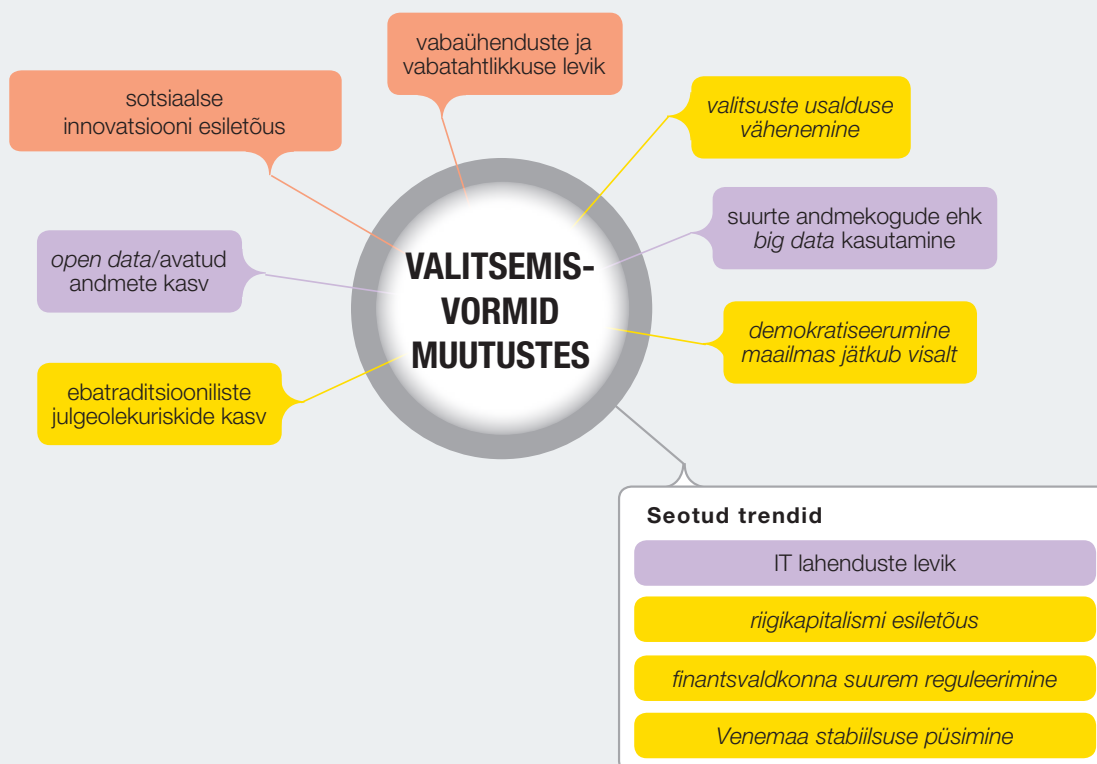 vabaühenduste ja
vabatahtlikkuse levik
sotsiaalse
innovatsiooni esiletõus
valitsuste usalduse
vähenemine
suurte andmekogude ehk
big data kasutamine
open data/avatud
andmete kasv
VALITSEMIS-
VORMID
MUUTUSTES
demokratiseerumine
maailmas jätkub visalt
ebatraditsiooniliste
julgeolekuriskide kasv
Seotud trendid
IT lahenduste levik
riigikapitalismi esiletõus
finantsvaldkonna suurem reguleerimine
Venemaa stabiilsuse püsimine